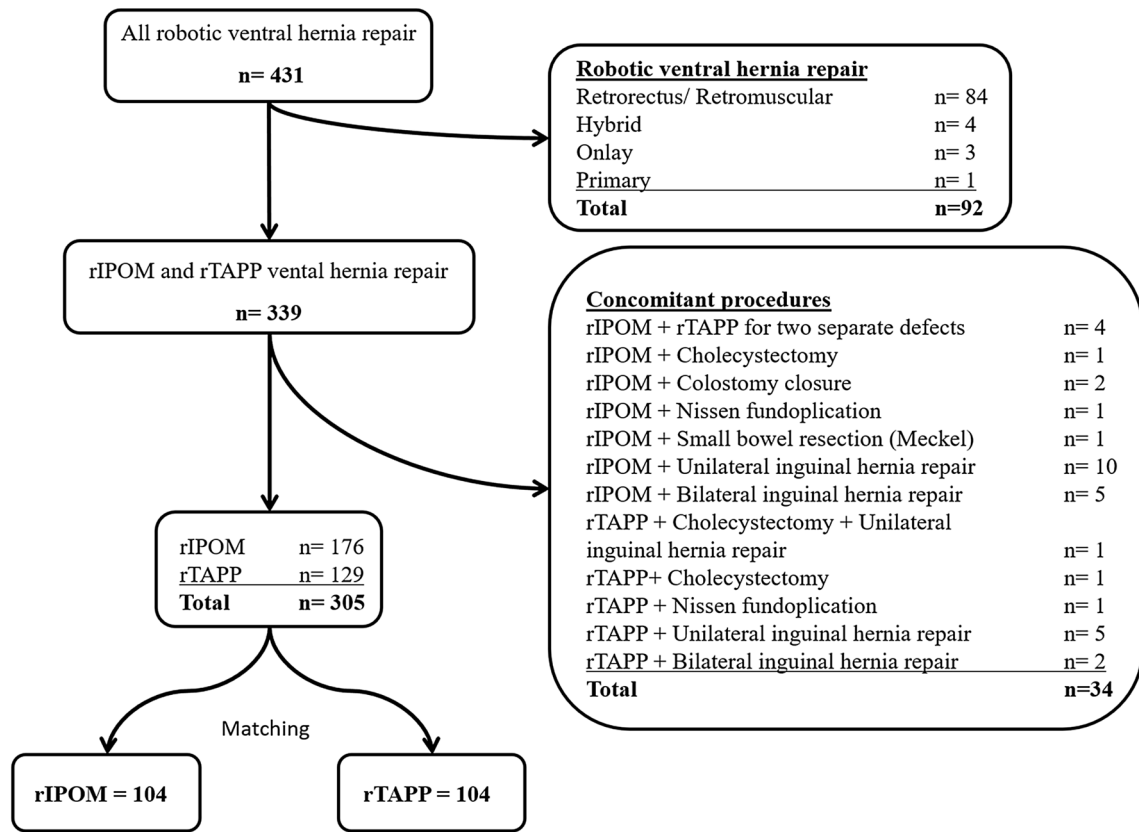 All robotic ventral hernia repair
n= 431
Robotic ventral hernia repair
Retrorectus/ Retromuscular n= 84
Hybrid n= 4
Onlay n= 3
Primary n= 1
Total n=92
rIPOM and rTAPP vental hernia repair
n= 339
Concomitant procedures
rIPOM + rTAPP for two separate defects n= 4
rIPOM + Cholecystectomy n= 1
rIPOM + Colostomy closure n= 2
rIPOM + Nissen fundoplication n= 1
rIPOM + Small bowel resection (Meckel) n= 1
rIPOM + Unilateral inguinal hernia repair n= 10
rIPOM + Bilateral inguinal hernia repair n= 5
rTAPP + Cholecystectomy + Unilateral
inguinal hernia repair n= 1
rTAPP+ Cholecystectomy n= 1
rTAPP + Nissen fundoplication n= 1
rTAPP + Unilateral inguinal hernia repair n= 5
rTAPP + Bilateral inguinal hernia repair n= 2
Total n=34
rIPOM n= 176
rTAPP n= 129
Total n= 305
Matching
rIPOM = 104
rTAPP = 104